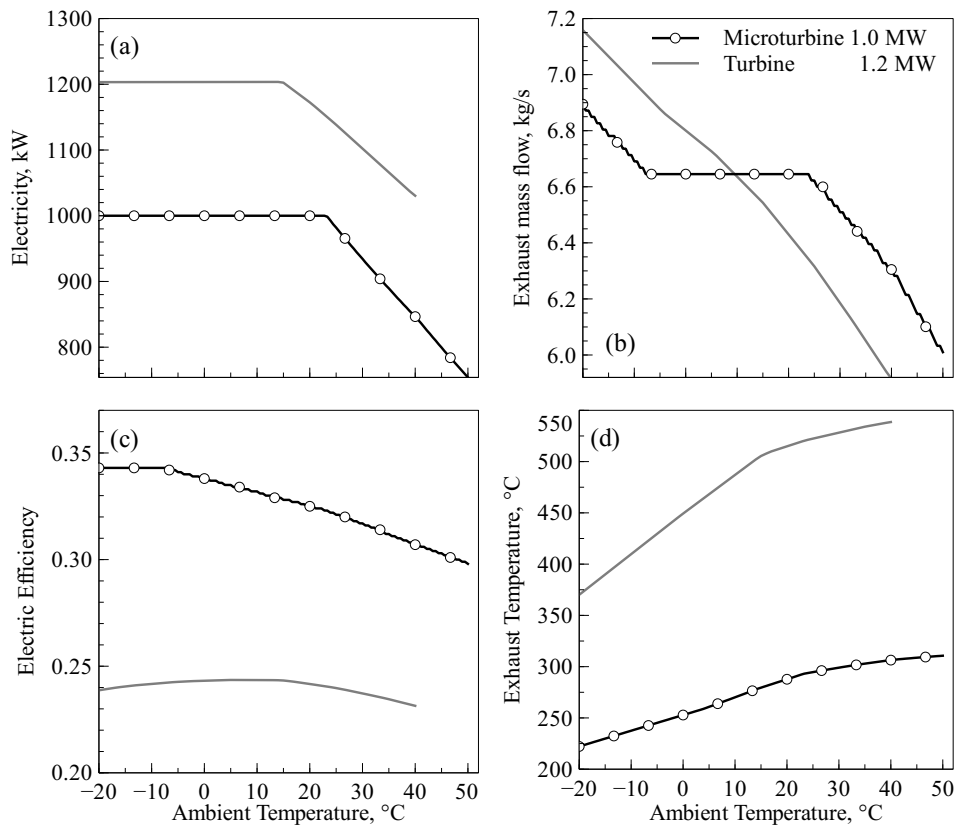 1300
1200
1100
1000
900
800
Electricity, kW
(a)
7.2
7.0
6.8
6.6
6.4
6.2
6.0
Exhaust mass flow, kg/s
Microturbine 1.0 MW
Turbine 1.2 MW
(b)
0.35
0.30
0.25
0.20
Electric Efficiency
(c)
−20 −10 0 10 20 30 40 50
Ambient Temperature, °C
550
500
450
400
350
300
250
200
Exhaust Temperature, °C
(d)
−20 −10 0 10 20 30 40 50
Ambient Temperature, °C